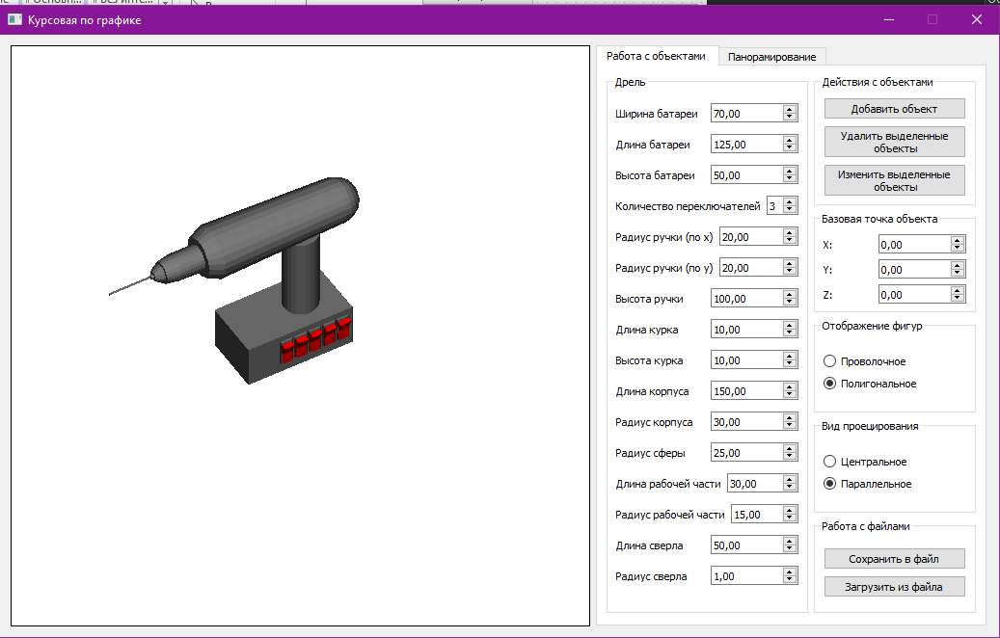 Курсовая по графике
Работа с объектами
Панорамирование
Дрель
Ширина батареи 70,00
Длина батареи 125,00
Высота батареи 50,00
Количество переключателей 3
Радиус ручки (по x) 20,00
Радиус ручки (по y) 20,00
Высота ручки 100,00
Длина курка 10,00
Высота курка 10,00
Длина корпуса 150,00
Радиус корпуса 30,00
Радиус сферы 25,00
Длина рабочей части 30,00
Радиус рабочей части 15,00
Длина сверла 50,00
Радиус сверла 1,00
Действия с объектами
Добавить объект
Удалить выделенные
объекты
Изменить выделенные
объекты
Базовая точка объекта
X: 0,00
Y: 0,00
Z: 0,00
Отображение фигур
Проволочное
Полигональное
Вид проецирования
Центральное
Параллельное
Работа с файлами
Сохранить в файл
Загрузить из файла